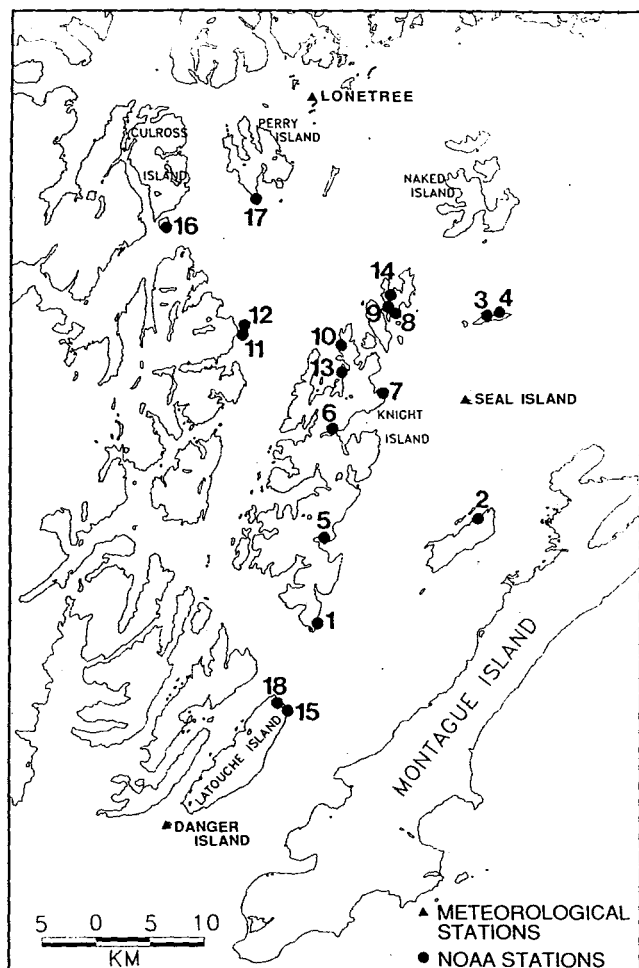 LONETREE
PERRY
ISLAND
CULROSS
ISLAND
NAKED
ISLAND
16
17
14
3 4
9
8
12
11
10
13
7
SEAL ISLAND
KNIGHT
ISLAND
6
2
5
1
MONTAGUE ISLAND
18
15
LATOUCHE ISLAND
DANGER
ISLAND
5 0 5 10
KM
METEOROLOGICAL
STATIONS
NOAA STATIONS